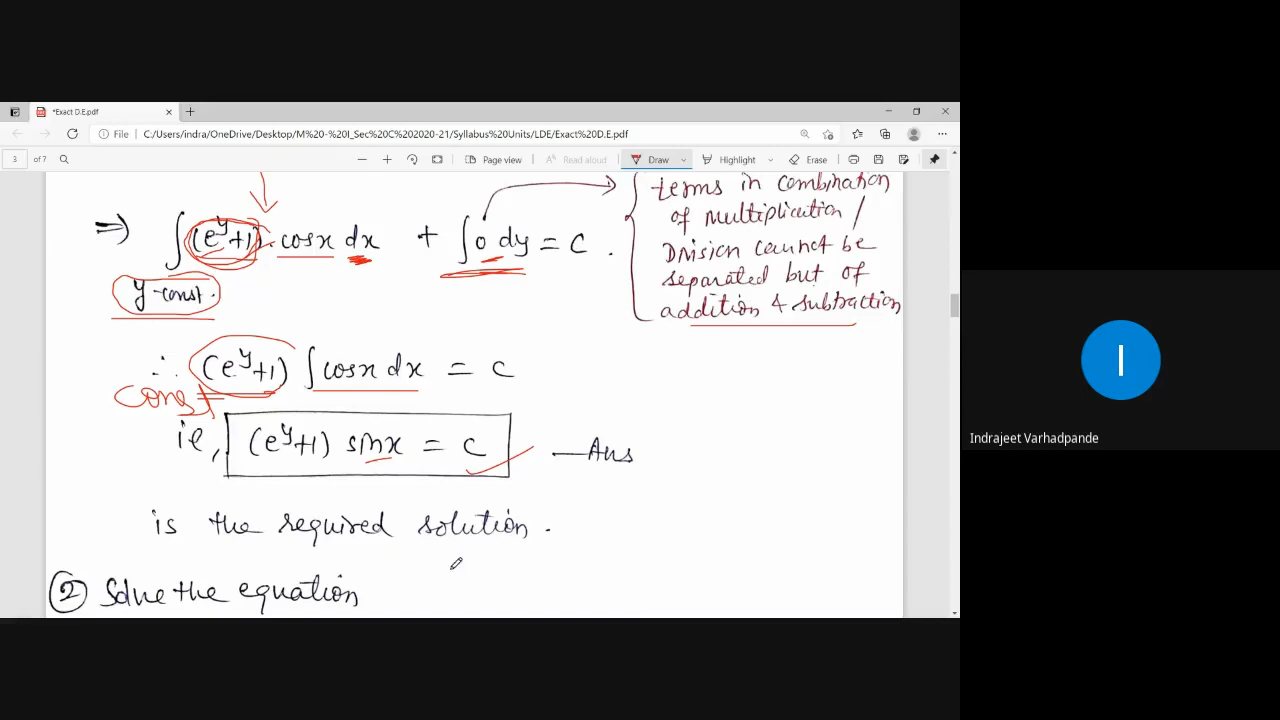 *Exact D.E.pdf
File
C:/Users/indra/OneDrive/Desktop/M%20-%20I_Sec%20C%202020-21/Syllabus%20Units/LDE/Exact%20D.E.pdf
3 of 7
Page view
Read aloud
Draw
Highlight
Erase
terms in combination
of multiplication /
Division cannot be
separated but of
addition & subtraction
⇒) ∫(e^y+1) · cosx dx + ∫0 dy = C .
y-const.
∴ (e^y+1) ∫cosx dx = c
Const
ie, (e^y+1) sinx = c — Ans
is the required solution .
② Solve the equation
I
Indrajeet Varhadpande